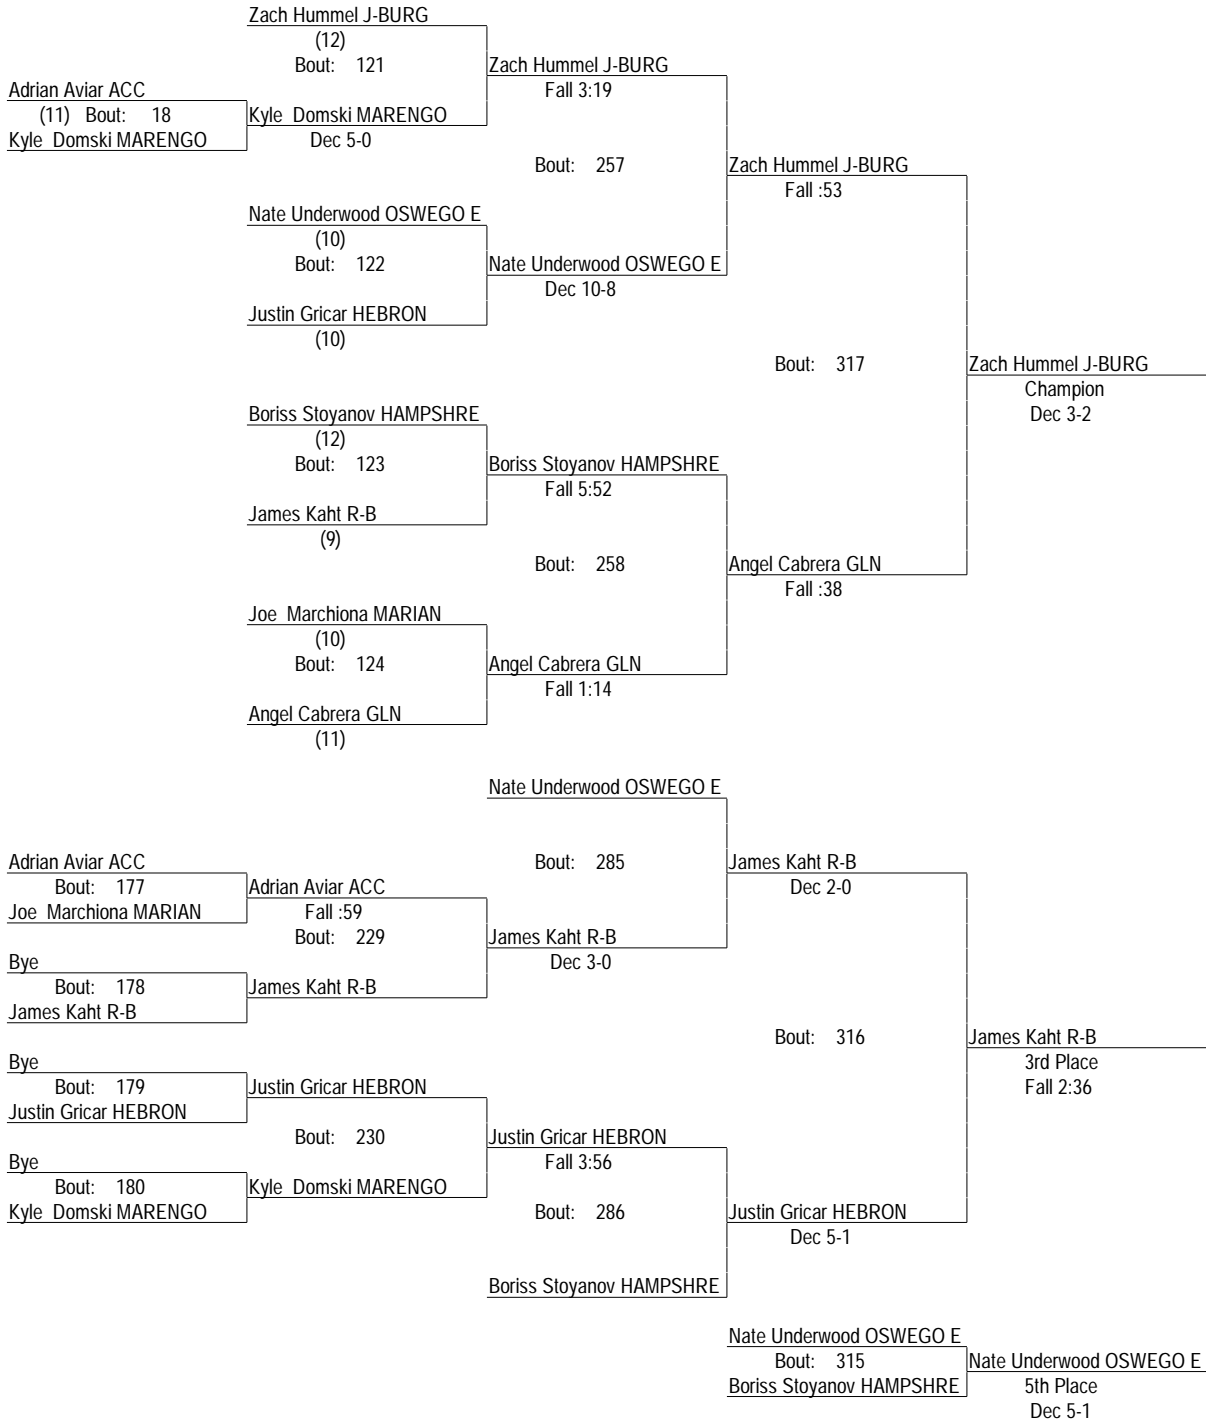 Zach Hummel J-BURG
(12)
Bout: 121
Zach Hummel J-BURG
Adrian Aviar ACC
Fall 3:19
(11) Bout: 18
Kyle Domski MARENGO
Kyle Domski MARENGO
Dec 5-0
Bout: 257
Zach Hummel J-BURG
Fall :53
Nate Underwood OSWEGO E
(10)
Bout: 122
Nate Underwood OSWEGO E
Dec 10-8
Justin Gricar HEBRON
(10)
Bout: 317
Zach Hummel J-BURG
Champion
Dec 3-2
Boriss Stoyanov HAMPSHRE
(12)
Bout: 123
Boriss Stoyanov HAMPSHRE
Fall 5:52
James Kaht R-B
(9)
Bout: 258
Angel Cabrera GLN
Fall :38
Joe Marchiona MARIAN
(10)
Bout: 124
Angel Cabrera GLN
Fall 1:14
Angel Cabrera GLN
(11)
Nate Underwood OSWEGO E
Adrian Aviar ACC
Bout: 285
James Kaht R-B
Bout: 177
Adrian Aviar ACC
Dec 2-0
Joe Marchiona MARIAN
Fall :59
Bout: 229
James Kaht R-B
Bye
Dec 3-0
Bout: 178
James Kaht R-B
James Kaht R-B
Bout: 316
James Kaht R-B
Bye
3rd Place
Bout: 179
Justin Gricar HEBRON
Fall 2:36
Justin Gricar HEBRON
Bout: 230
Justin Gricar HEBRON
Bye
Fall 3:56
Bout: 180
Kyle Domski MARENGO
Kyle Domski MARENGO
Bout: 286
Justin Gricar HEBRON
Dec 5-1
Boriss Stoyanov HAMPSHRE
Nate Underwood OSWEGO E
Bout: 315
Nate Underwood OSWEGO E
Boriss Stoyanov HAMPSHRE
5th Place
Dec 5-1